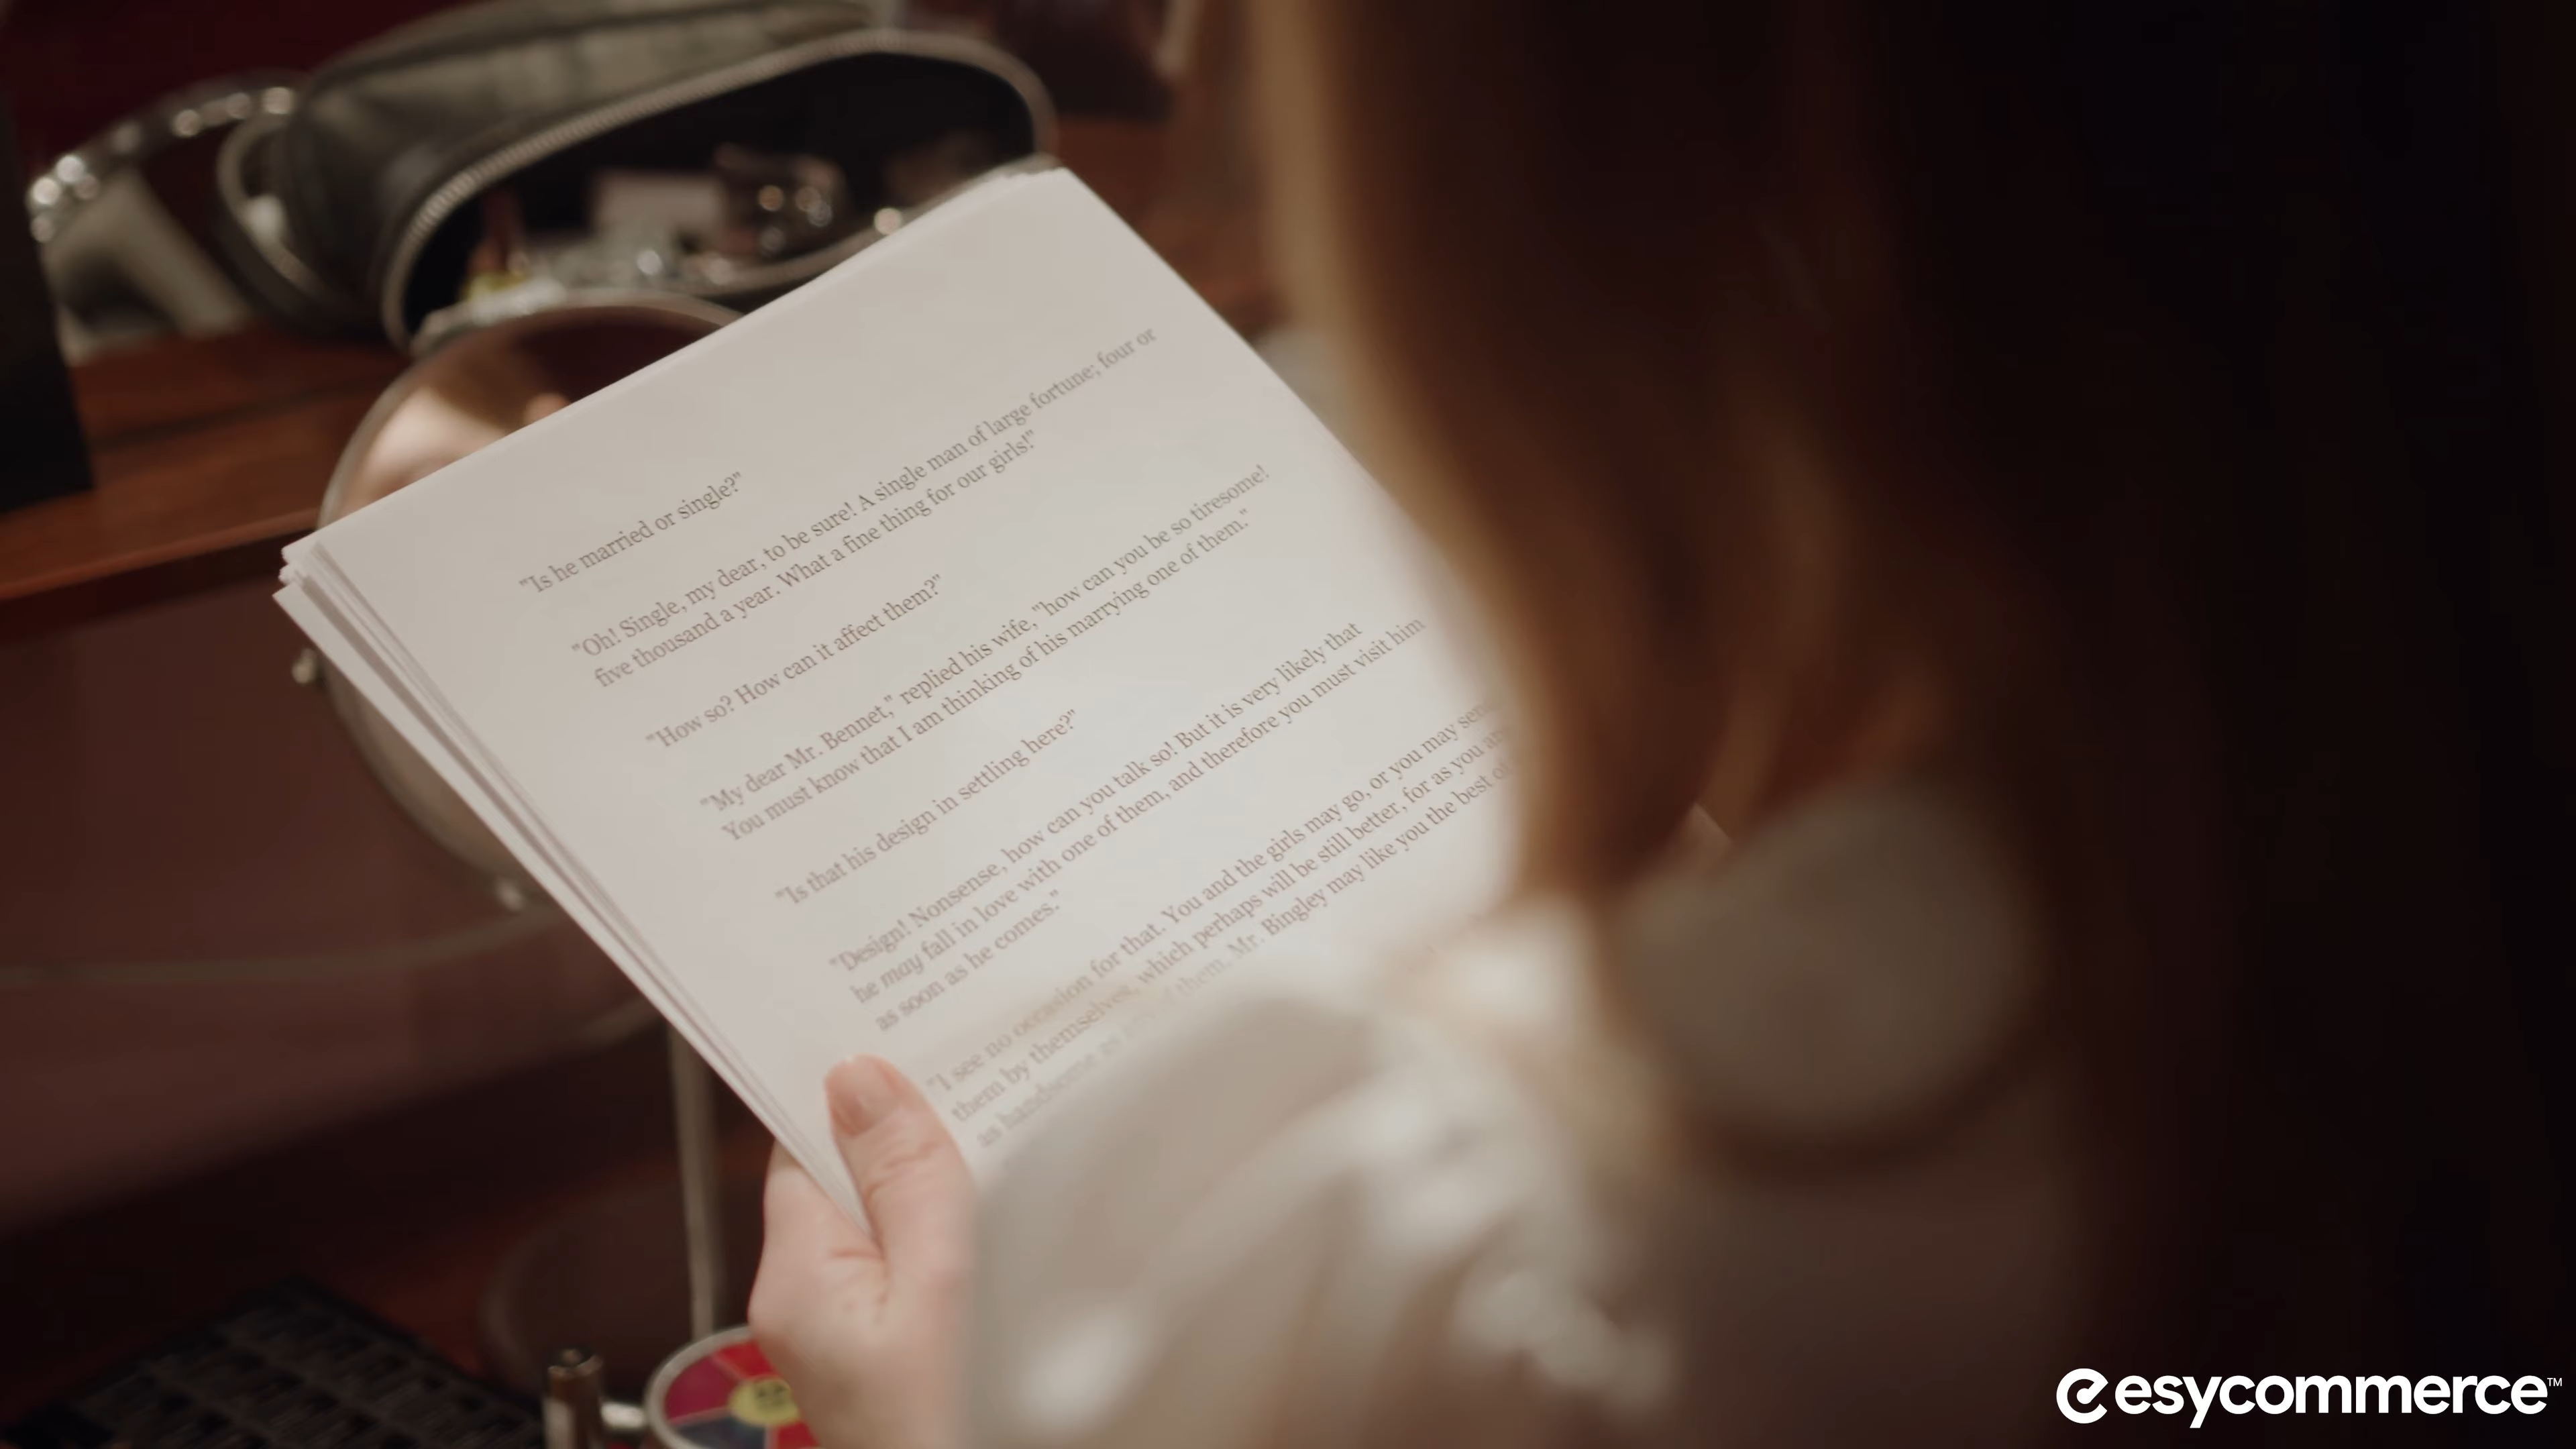 "Is he married or single?"
"Oh! Single, my dear, to be sure! A single man of large fortune; four or
five thousand a year. What a fine thing for our girls!"
"How so? How can it affect them?"
"My dear Mr. Bennet," replied his wife, "how can you be so tiresome!
You must know that I am thinking of his marrying one of them."
"Is that his design in settling here?"
"Design! Nonsense, how can you talk so! But it is very likely that
he may fall in love with one of them, and therefore you must visit him
as soon as he comes."
"I see no occasion for that. You and the girls may go, or you may
them by themselves, which perhaps will be still better, for as you
as handsome as any of them, Mr. Bingley may like you the best of
esycommerce™